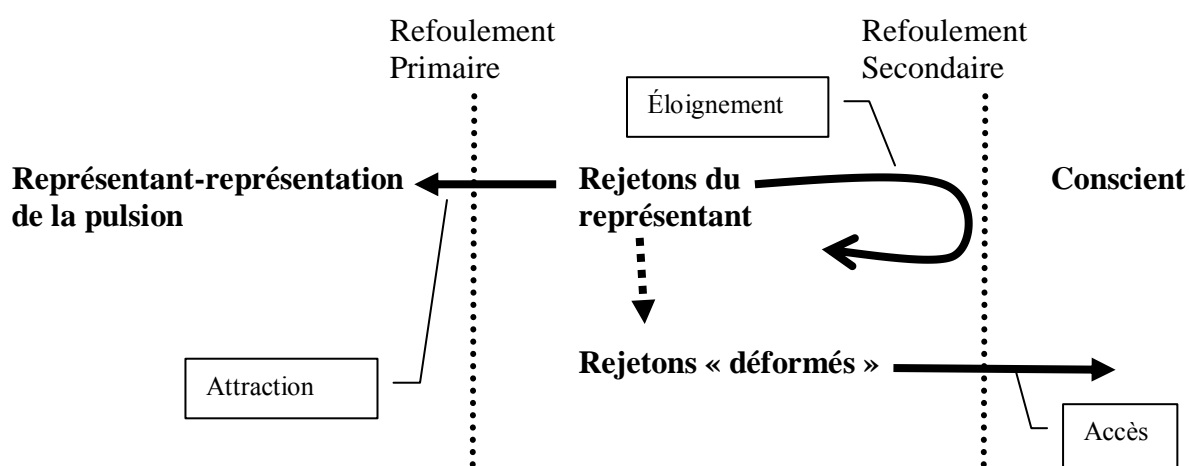 Refoulement
Primaire
Refoulement
Secondaire
Éloignement
Représentant-représentation
de la pulsion
Rejetons du
représentant
Conscient
Rejetons « déformés »
Attraction
Accès